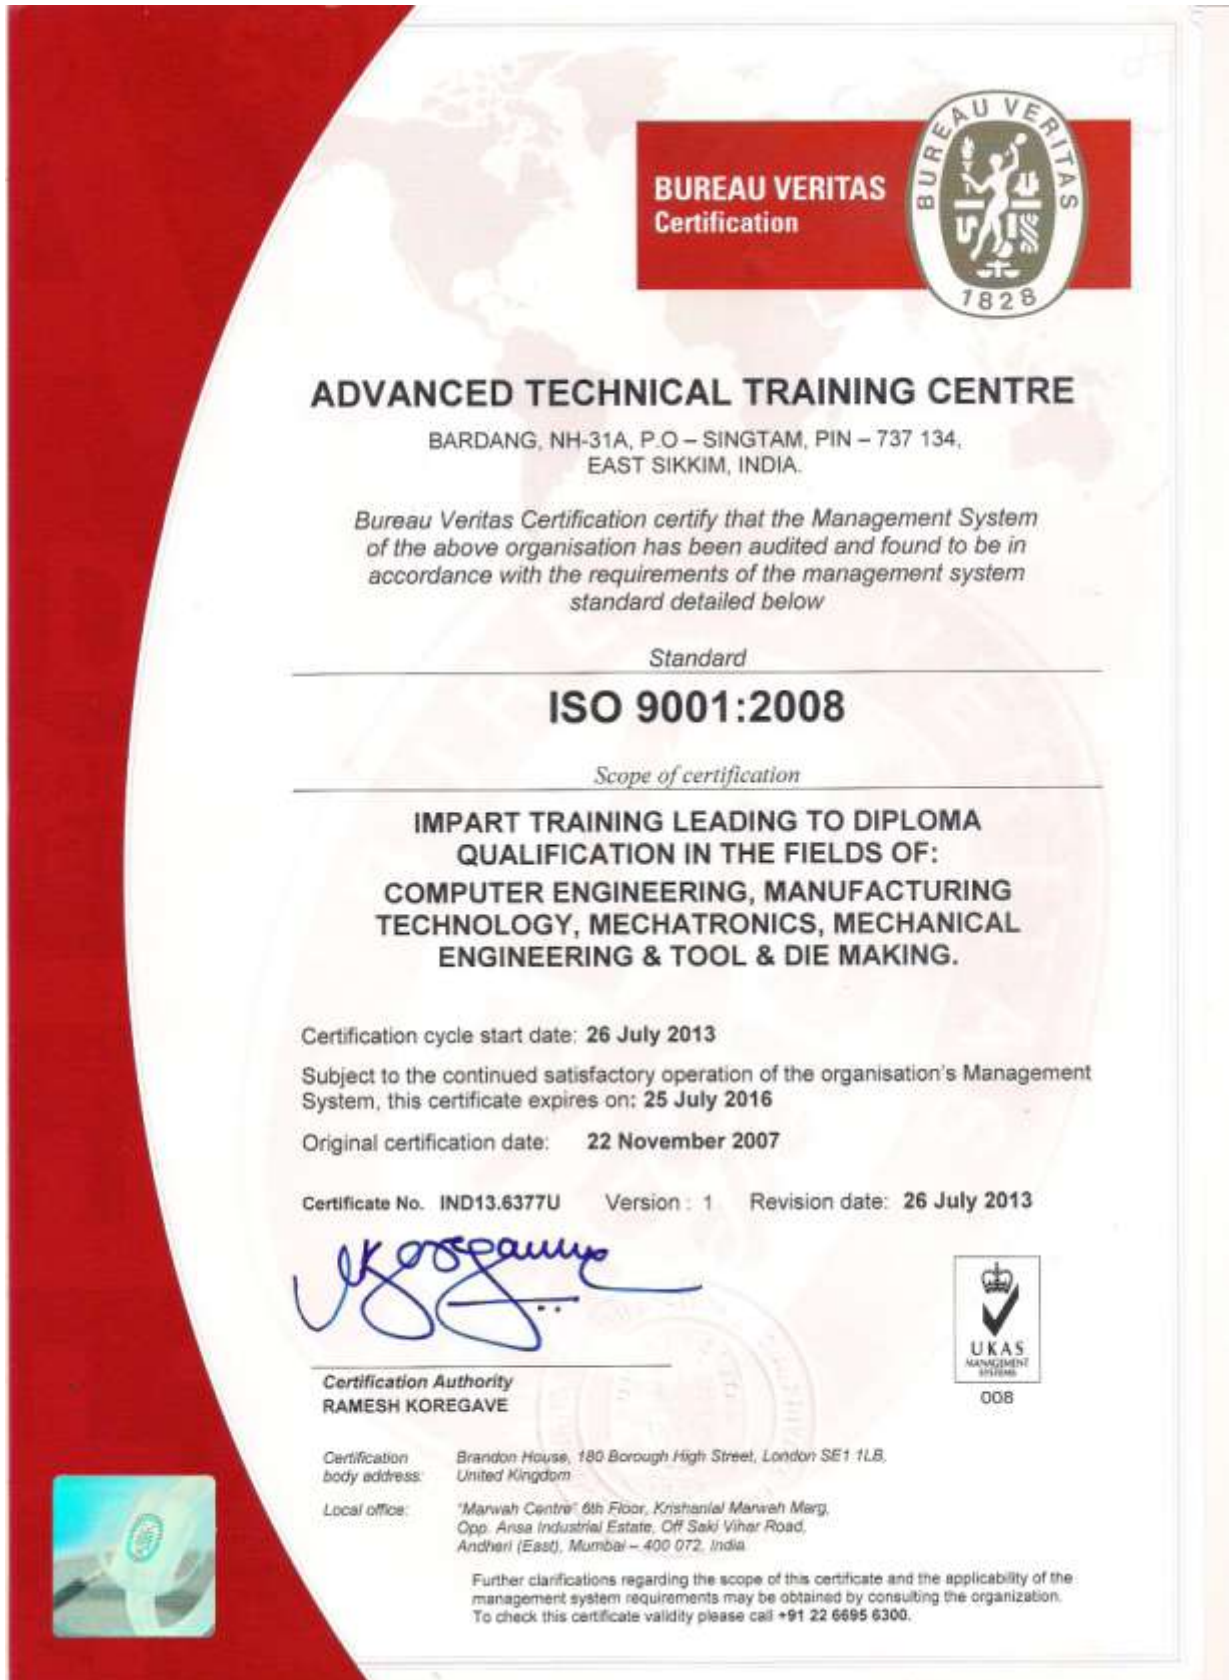 BUREAU VERITAS
Certification
BUREAU VERITAS
1828
ADVANCED TECHNICAL TRAINING CENTRE
BARDANG, NH-31A, P.O – SINGTAM, PIN – 737 134,
EAST SIKKIM, INDIA.
Bureau Veritas Certification certify that the Management System
of the above organisation has been audited and found to be in
accordance with the requirements of the management system
standard detailed below
Standard
ISO 9001:2008
Scope of certification
IMPART TRAINING LEADING TO DIPLOMA
QUALIFICATION IN THE FIELDS OF:
COMPUTER ENGINEERING, MANUFACTURING
TECHNOLOGY, MECHATRONICS, MECHANICAL
ENGINEERING & TOOL & DIE MAKING.
Certification cycle start date: 26 July 2013
Subject to the continued satisfactory operation of the organisation's Management
System, this certificate expires on: 25 July 2016
Original certification date: 22 November 2007
Certificate No. IND13.6377U Version : 1 Revision date: 26 July 2013
Certification Authority
RAMESH KOREGAVE
UKAS
MANAGEMENT
SYSTEMS
008
Certification body address: Brandon House, 180 Borough High Street, London SE1 1LB,
United Kingdom
Local office: "Marwah Centre" 6th Floor, Krishanlal Marwah Marg,
Opp. Ansa Industrial Estate, Off Saki Vihar Road,
Andheri (East), Mumbai – 400 072, India
Further clarifications regarding the scope of this certificate and the applicability of the
management system requirements may be obtained by consulting the organization.
To check this certificate validity please call +91 22 6695 6300.